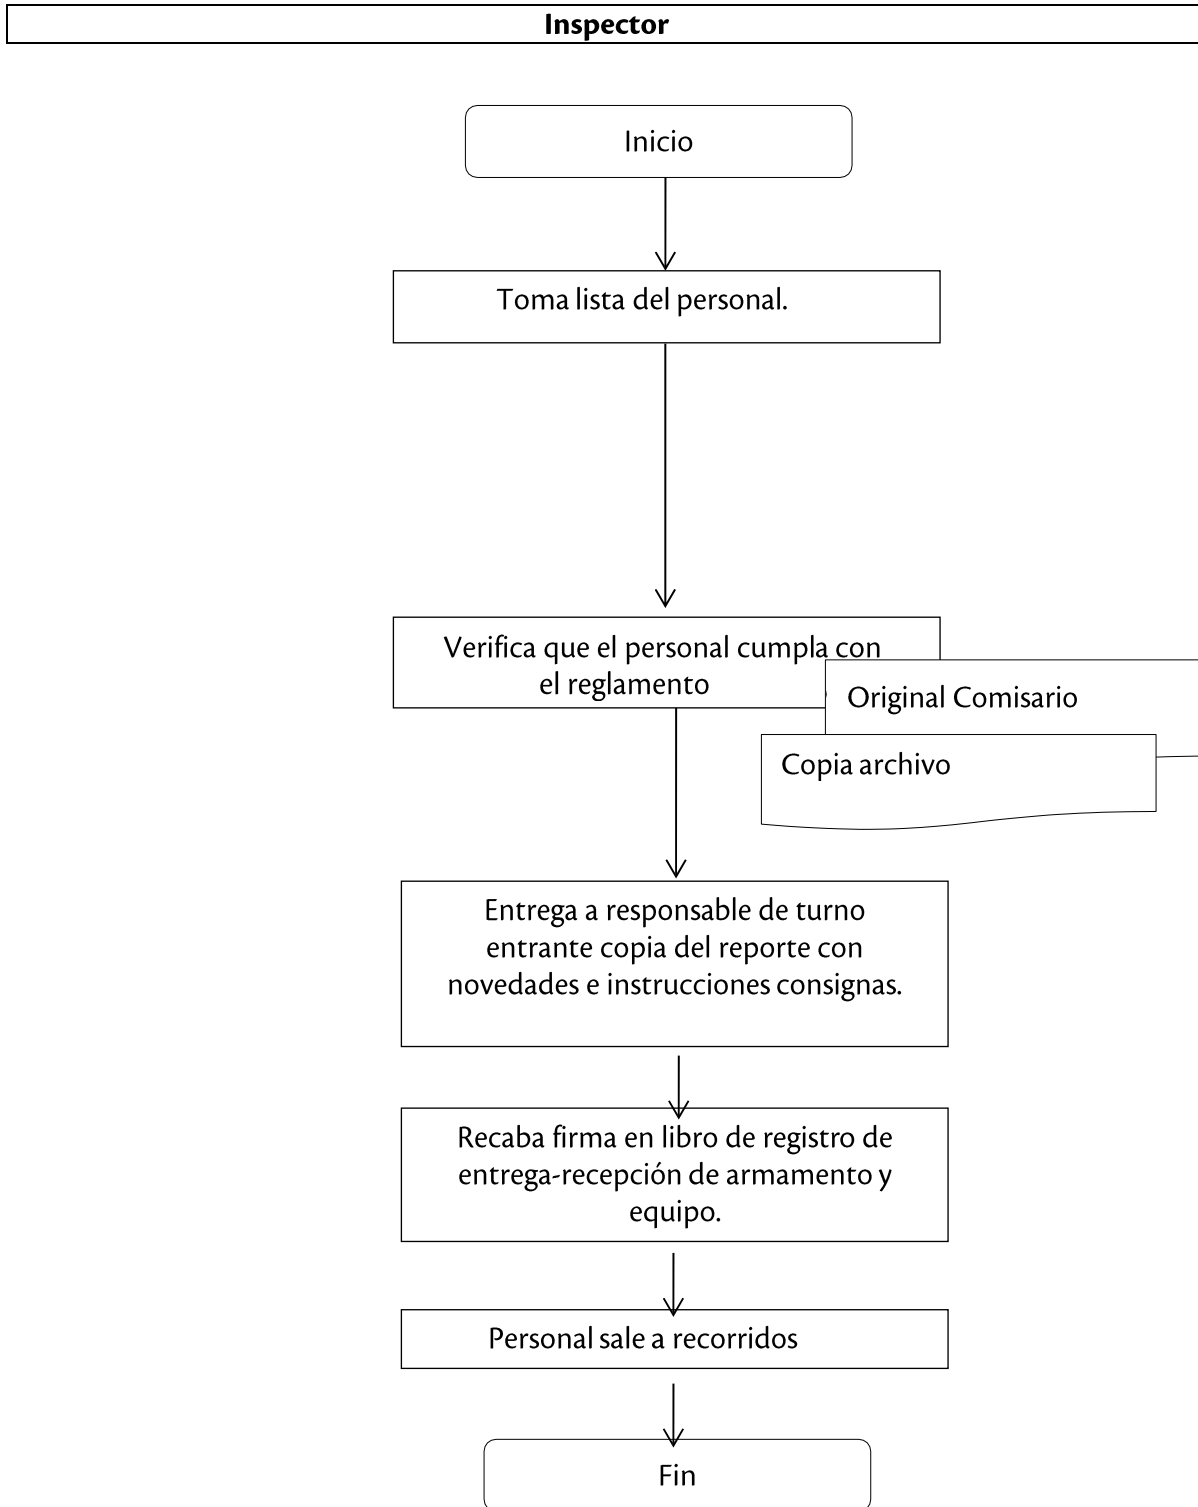 Inspector
Inicio
Toma lista del personal.
Verifica que el personal cumpla con
el reglamento
Original Comisario
Copia archivo
Entrega a responsable de turno
entrante copia del reporte con
novedades e instrucciones consignas.
Recaba firma en libro de registro de
entrega-recepción de armamento y
equipo.
Personal sale a recorridos
Fin